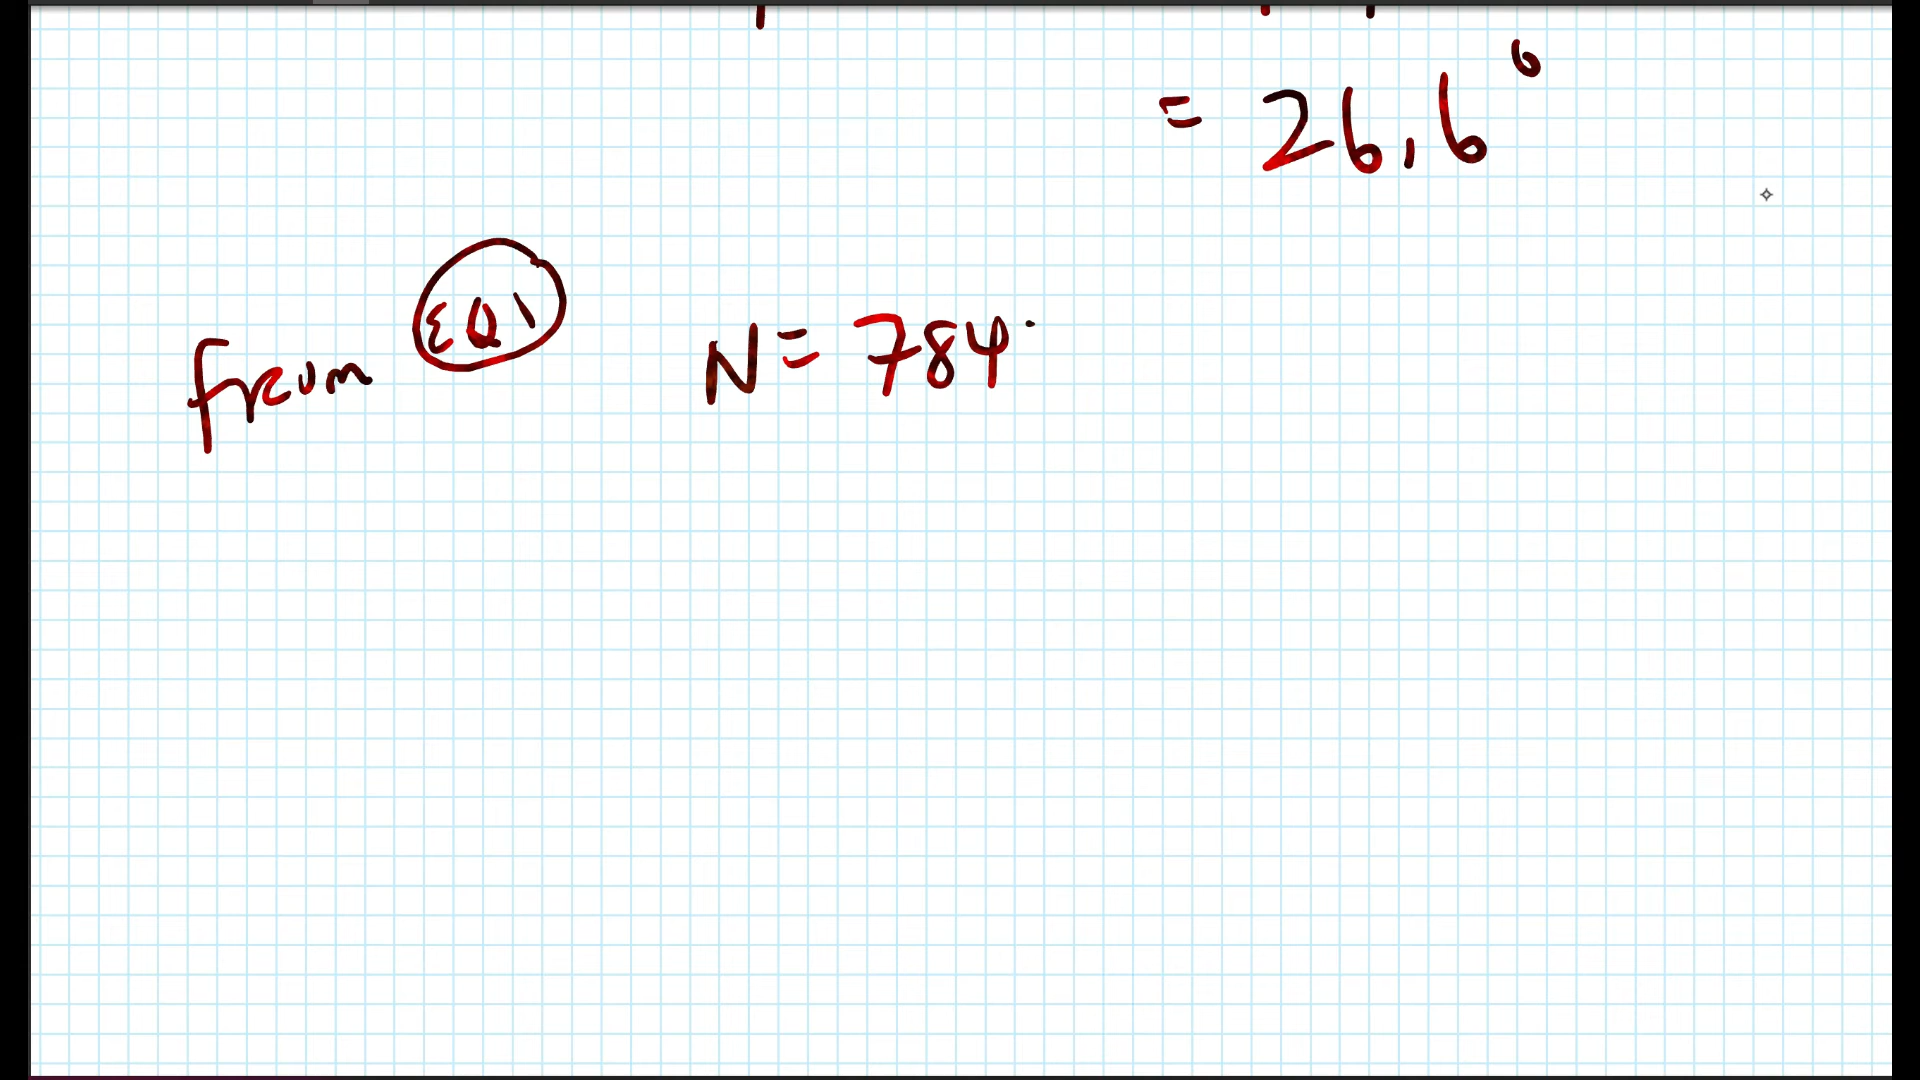 = 26.6°
from EQ1 N = 784